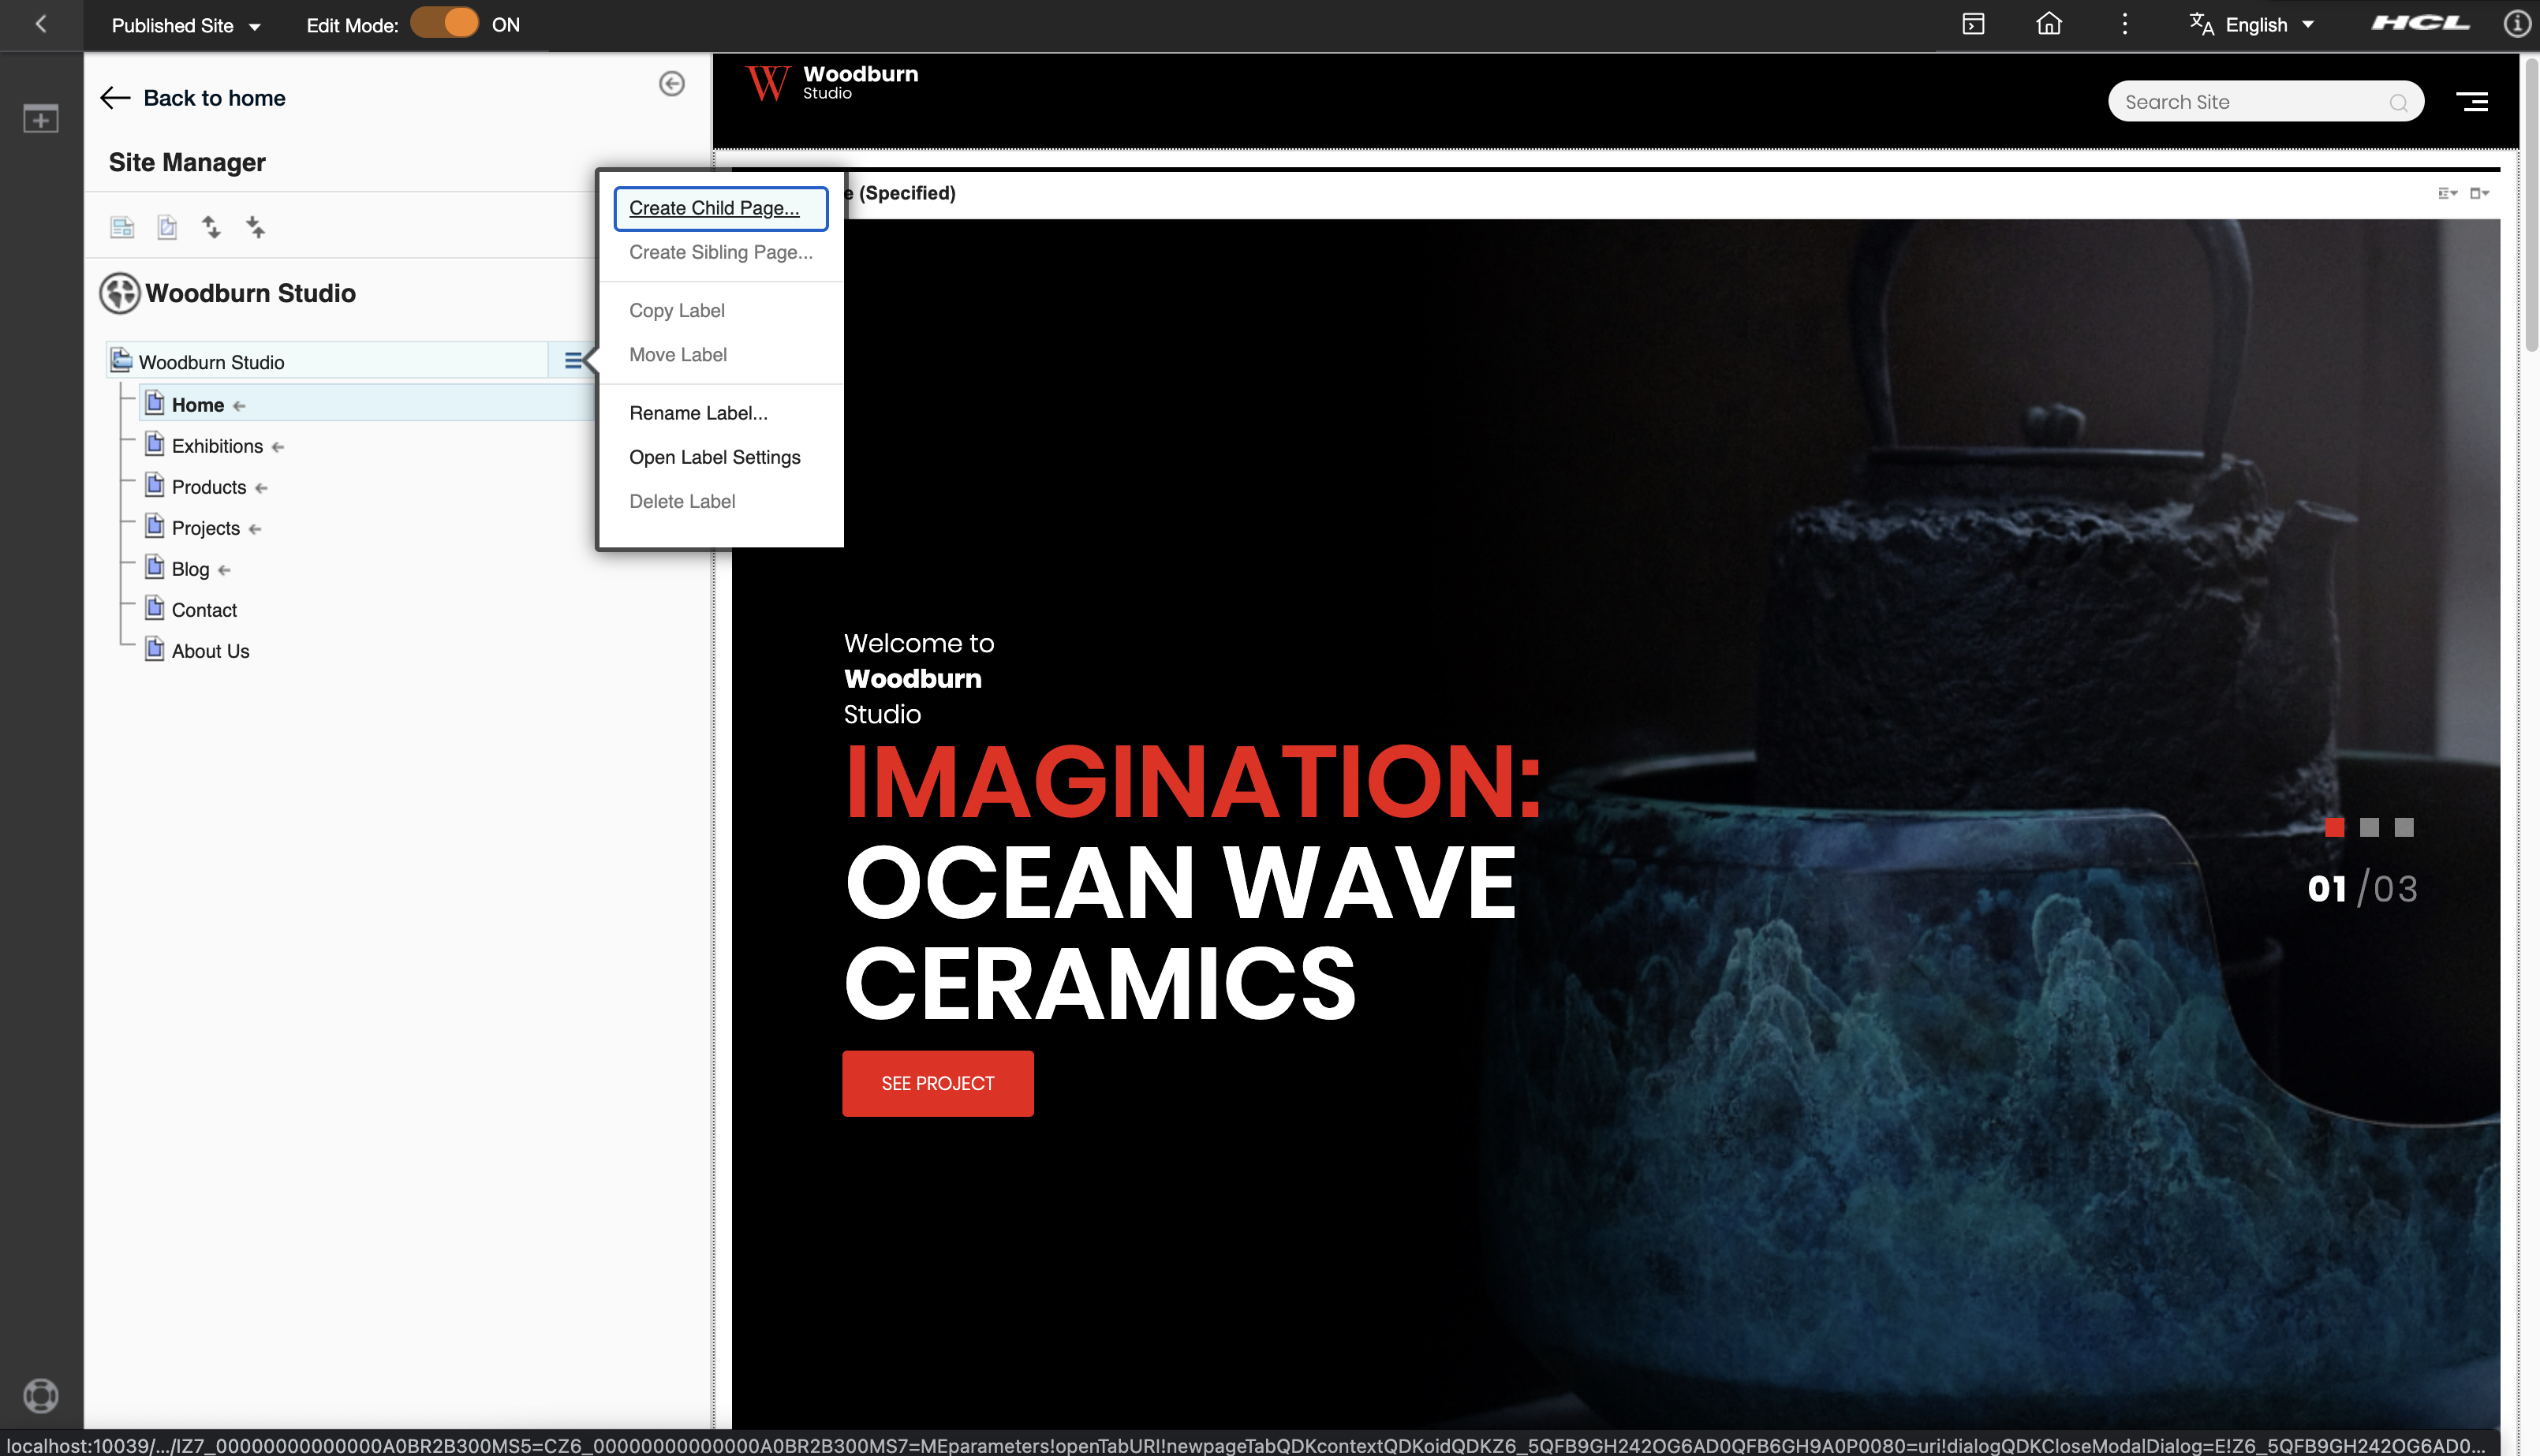 Published Site
Edit Mode:
ON
English
HCL
Back to home
Site Manager
Woodburn Studio
Woodburn Studio
Home
Exhibitions
Products
Projects
Blog
Contact
About Us
Create Child Page...
Create Sibling Page...
Copy Label
Move Label
Rename Label...
Open Label Settings
Delete Label
W Woodburn
Studio
Search Site
e (Specified)
Welcome to
Woodburn
Studio
IMAGINATION:
OCEAN WAVE
CERAMICS
SEE PROJECT
01 /03
localhost:10039/.../IZ7_00000000000000A0BR2B300MS5=CZ6_00000000000000A0BR2B300MS7=MEparameters!openTabURI!newpageTabQDKcontextQDKoidQDKZ6_5QFB9GH242OG6AD0QFB6GH9A0P0080=uri!dialogQDKCloseModalDialog=E!Z6_5QFB9GH242OG6AD0...